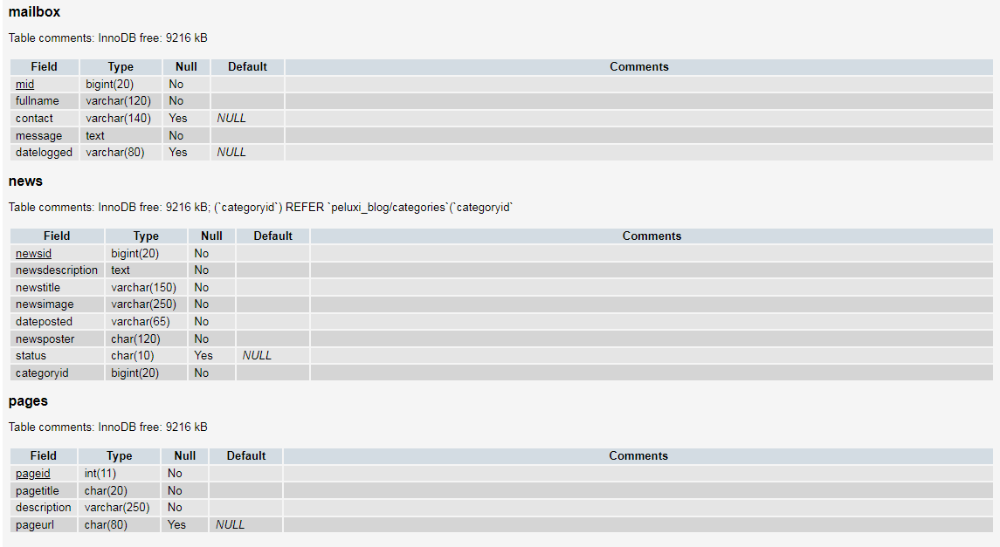 mailbox
Table comments: InnoDB free: 9216 kB
Field Type Null Default Comments
mid bigint(20) No
fullname varchar(120) No
contact varchar(140) Yes NULL
message text No
datelogged varchar(80) Yes NULL
news
Table comments: InnoDB free: 9216 kB; (`categoryid`) REFER `peluxi_blog/categories`(`categoryid`
Field Type Null Default Comments
newsid bigint(20) No
newsdescription text No
newstitle varchar(150) No
newsimage varchar(250) No
dateposted varchar(65) No
newsposter char(120) No
status char(10) Yes NULL
categoryid bigint(20) No
pages
Table comments: InnoDB free: 9216 kB
Field Type Null Default Comments
pageid int(11) No
pagetitle char(20) No
description varchar(250) No
pageurl char(80) Yes NULL